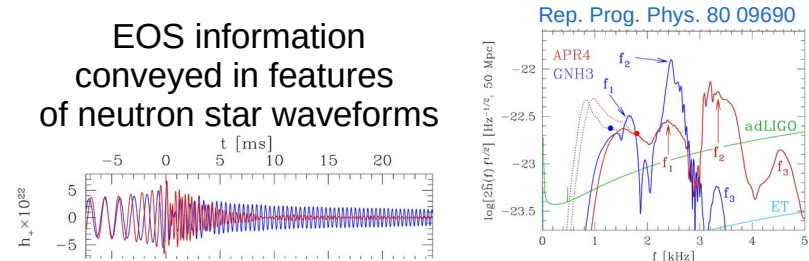 EOS information
conveyed in features
of neutron star waveforms
t [ms]
−5 0 5 10 15 20
5
0
−5
h₊×10²²
Rep. Prog. Phys. 80 09690
APR4
GNH3
f₁
f₂
f₁
f₂
f₃
f₃
adLIGO
ET
log[2h̃(f) f^{1/2}] [Hz^{-1/2}, 50 Mpc]
−22
−22.5
−23
−23.5
0 1 2 3 4 5
f [kHz]